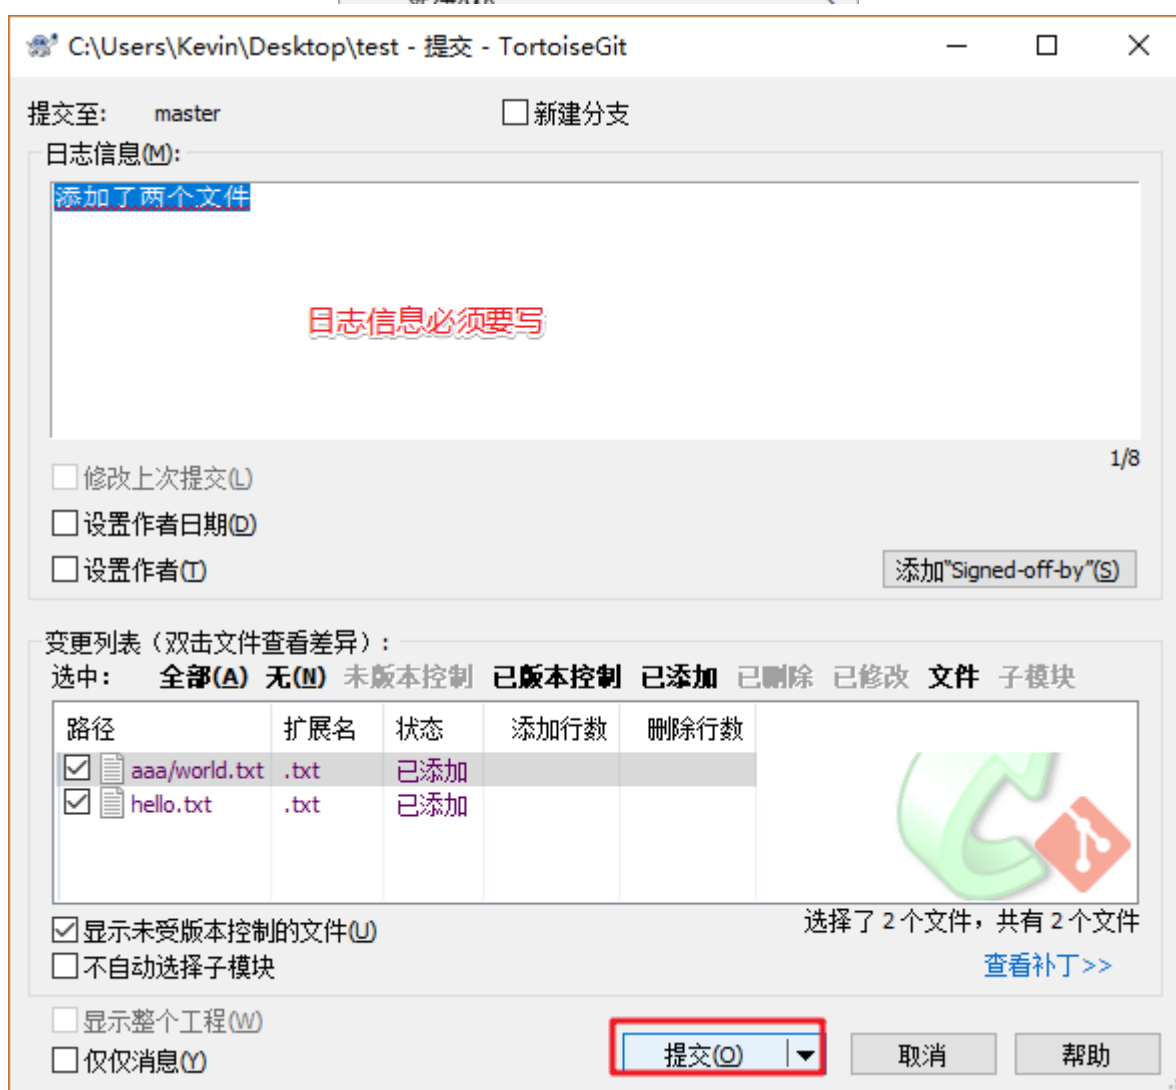 C:\Users\Kevin\Desktop\test - 提交 - TortoiseGit
提交至: master 新建分支
日志信息(M):
添加了两个文件
日志信息必须要写
1/8
修改上次提交(L)
设置作者日期(D)
设置作者(T) 添加"Signed-off-by"(S)
变更列表（双击文件查看差异）:
选中: 全部(A) 无(N) 未版本控制 已版本控制 已添加 已删除 已修改 文件 子模块
路径 扩展名 状态 添加行数 删除行数
aaa/world.txt .txt 已添加
hello.txt .txt 已添加
显示未受版本控制的文件(U) 选择了 2 个文件，共有 2 个文件
不自动选择子模块 查看补丁>>
显示整个工程(W)
仅仅消息(Y) 提交(O) 取消 帮助